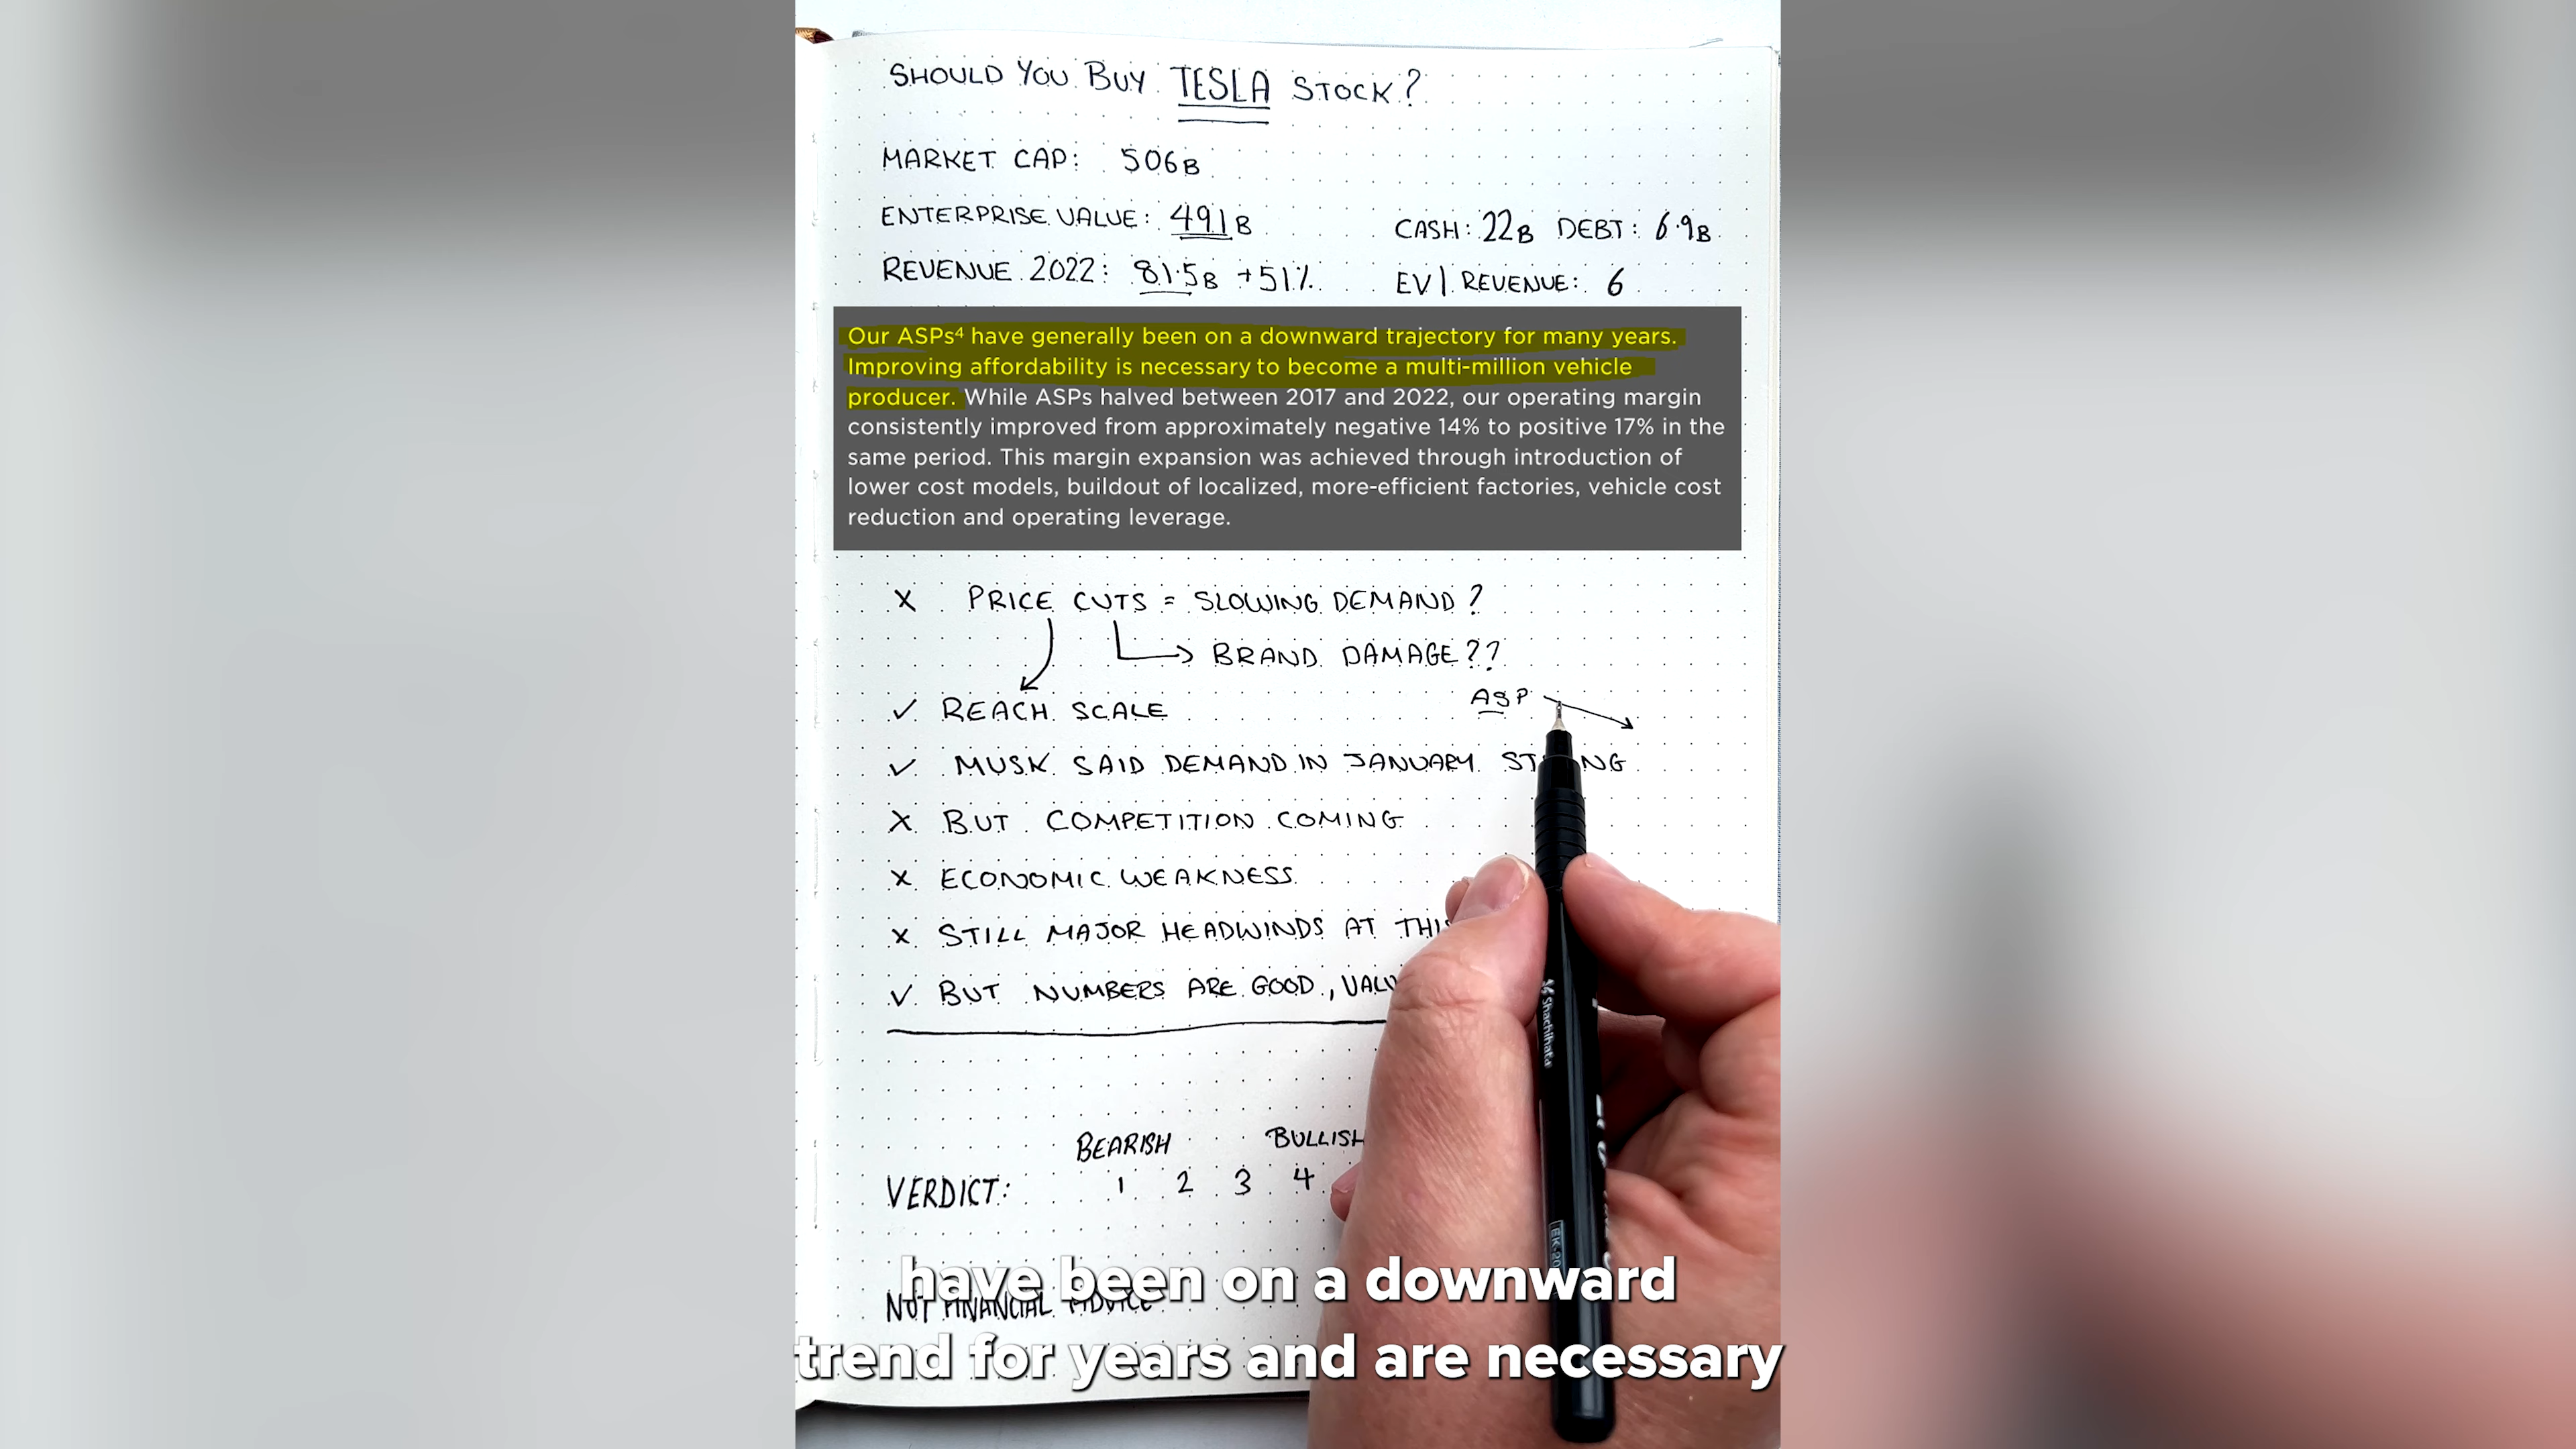 SHOULD YOU BUY TESLA STOCK?
MARKET CAP: 506B
ENTERPRISE VALUE: 491B
CASH: 22B DEBT: 6.9B
REVENUE 2022: 81.5B +51%
EV/REVENUE: 6
Our ASPs⁴ have generally been on a downward trajectory for many years.
Improving affordability is necessary to become a multi-million vehicle
producer. While ASPs halved between 2017 and 2022, our operating margin
consistently improved from approximately negative 14% to positive 17% in the
same period. This margin expansion was achieved through introduction of
lower cost models, buildout of localized, more-efficient factories, vehicle cost
reduction and operating leverage.
X PRICE CUTS = SLOWING DEMAND?
BRAND DAMAGE??
ASP
✓ REACH SCALE
✓ MUSK SAID DEMAND IN JANUARY
X BUT COMPETITION COMING
X ECONOMIC WEAKNESS
X STILL MAJOR HEADWINDS AT
✓ BUT NUMBERS ARE GOOD,
BEARISH BULLISH
VERDICT: 1 2 3 4
NOT FINANCIAL ADVICE
have been on a downward
trend for years and are necessary
Shachihata